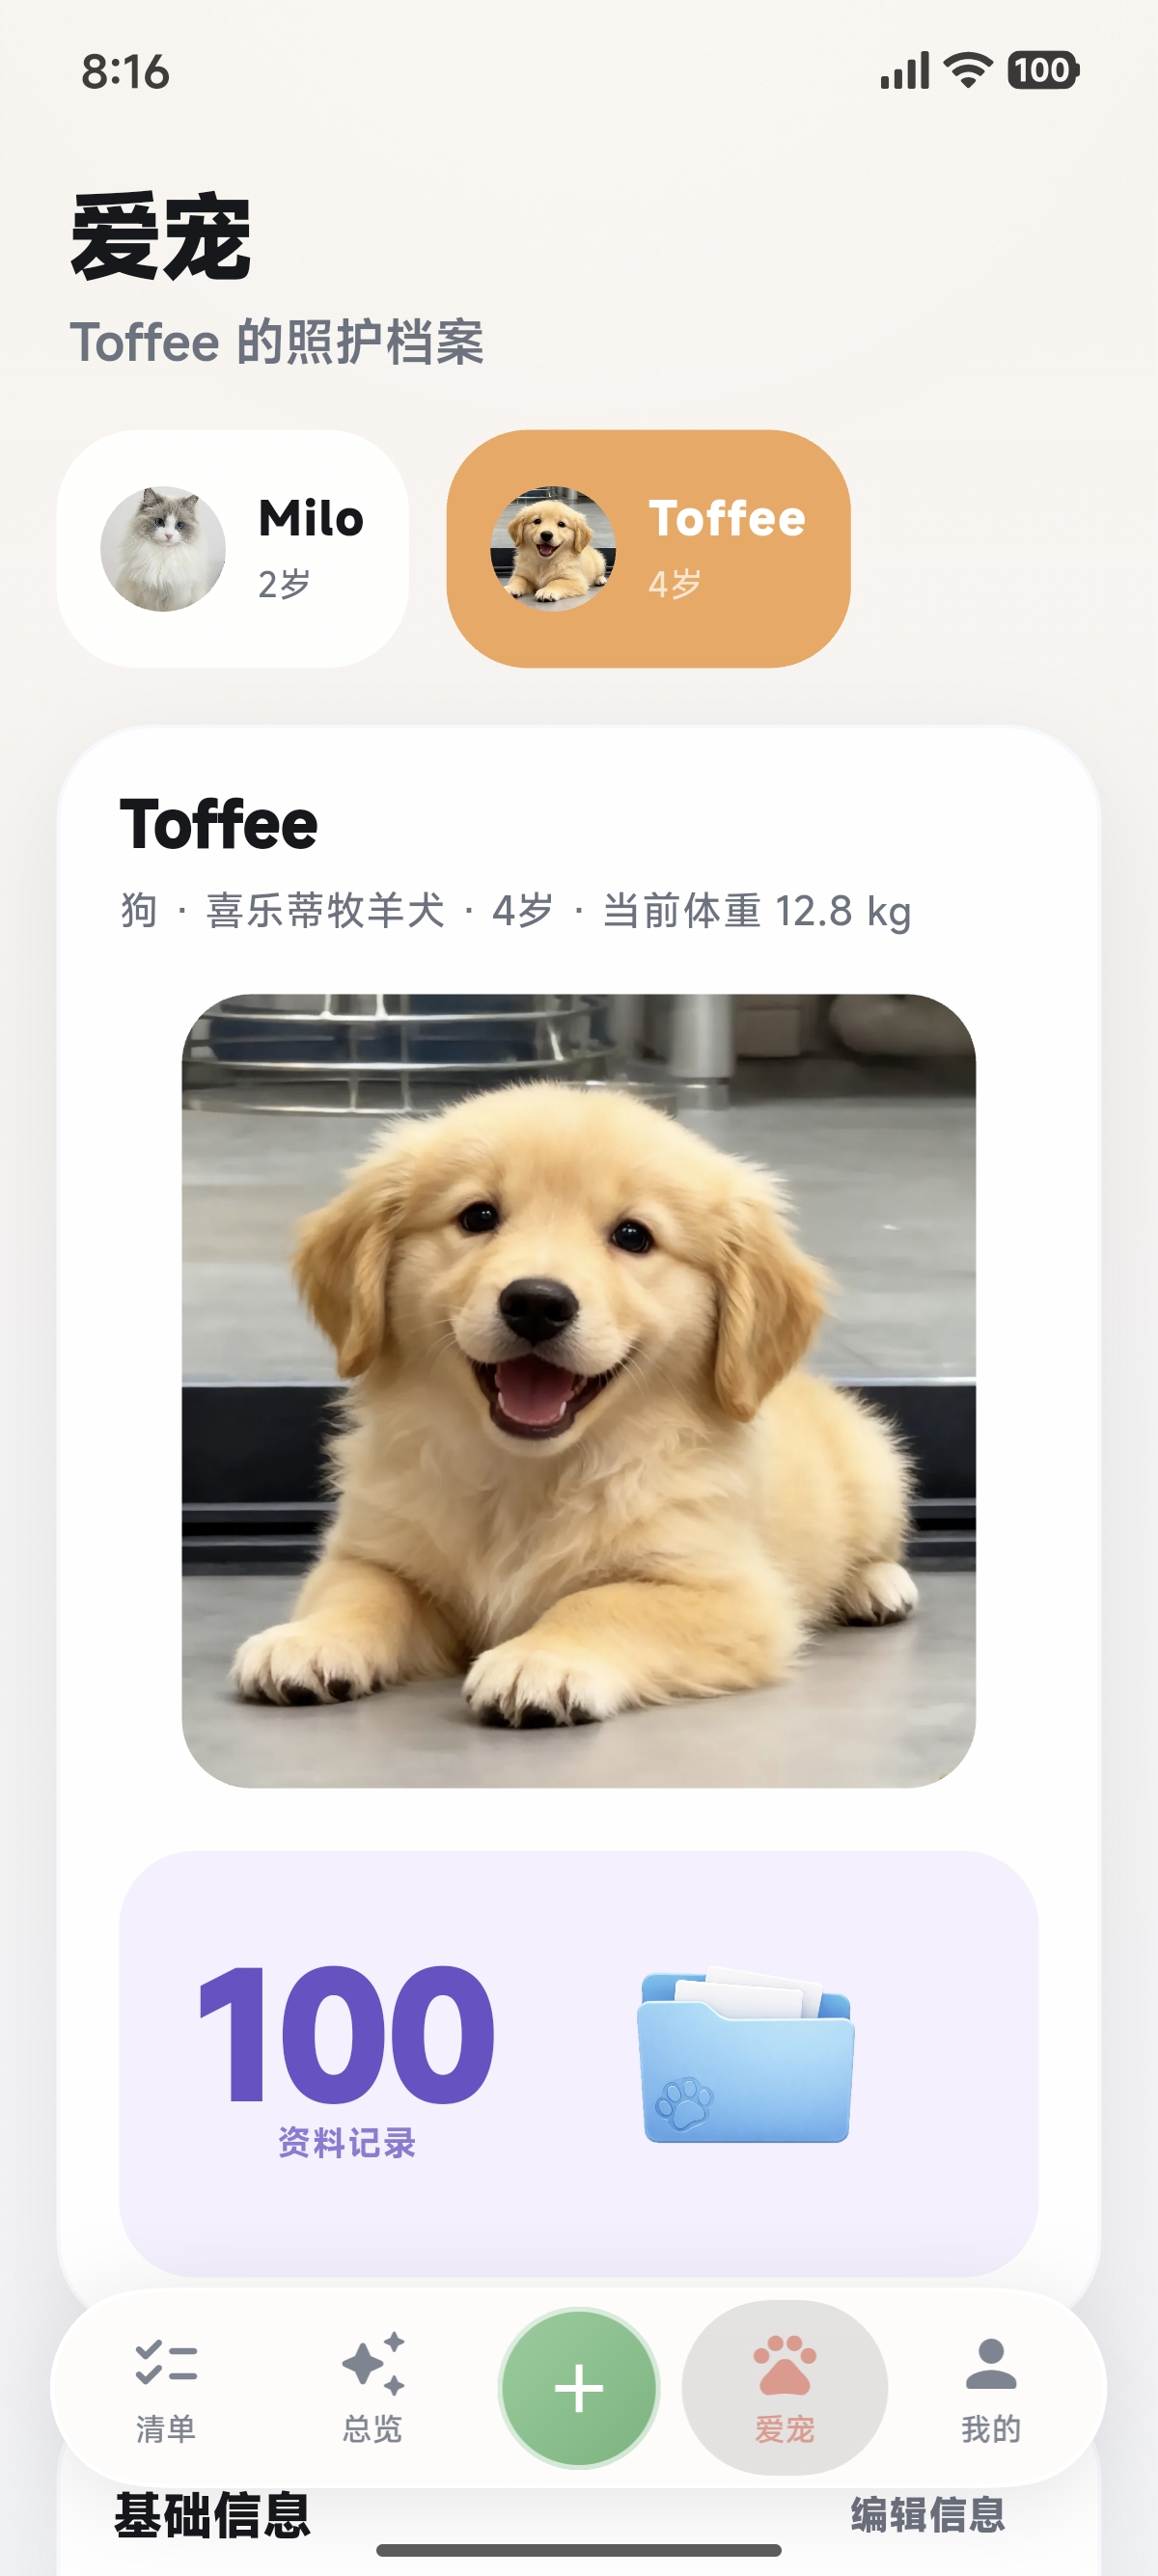 8:16
100
爱宠
Toffee 的照护档案
Milo
2岁
Toffee
4岁
Toffee
狗 · 喜乐蒂牧羊犬 · 4岁 · 当前体重 12.8 kg
100
资料记录
清单
总览
爱宠
我的
基础信息
编辑信息